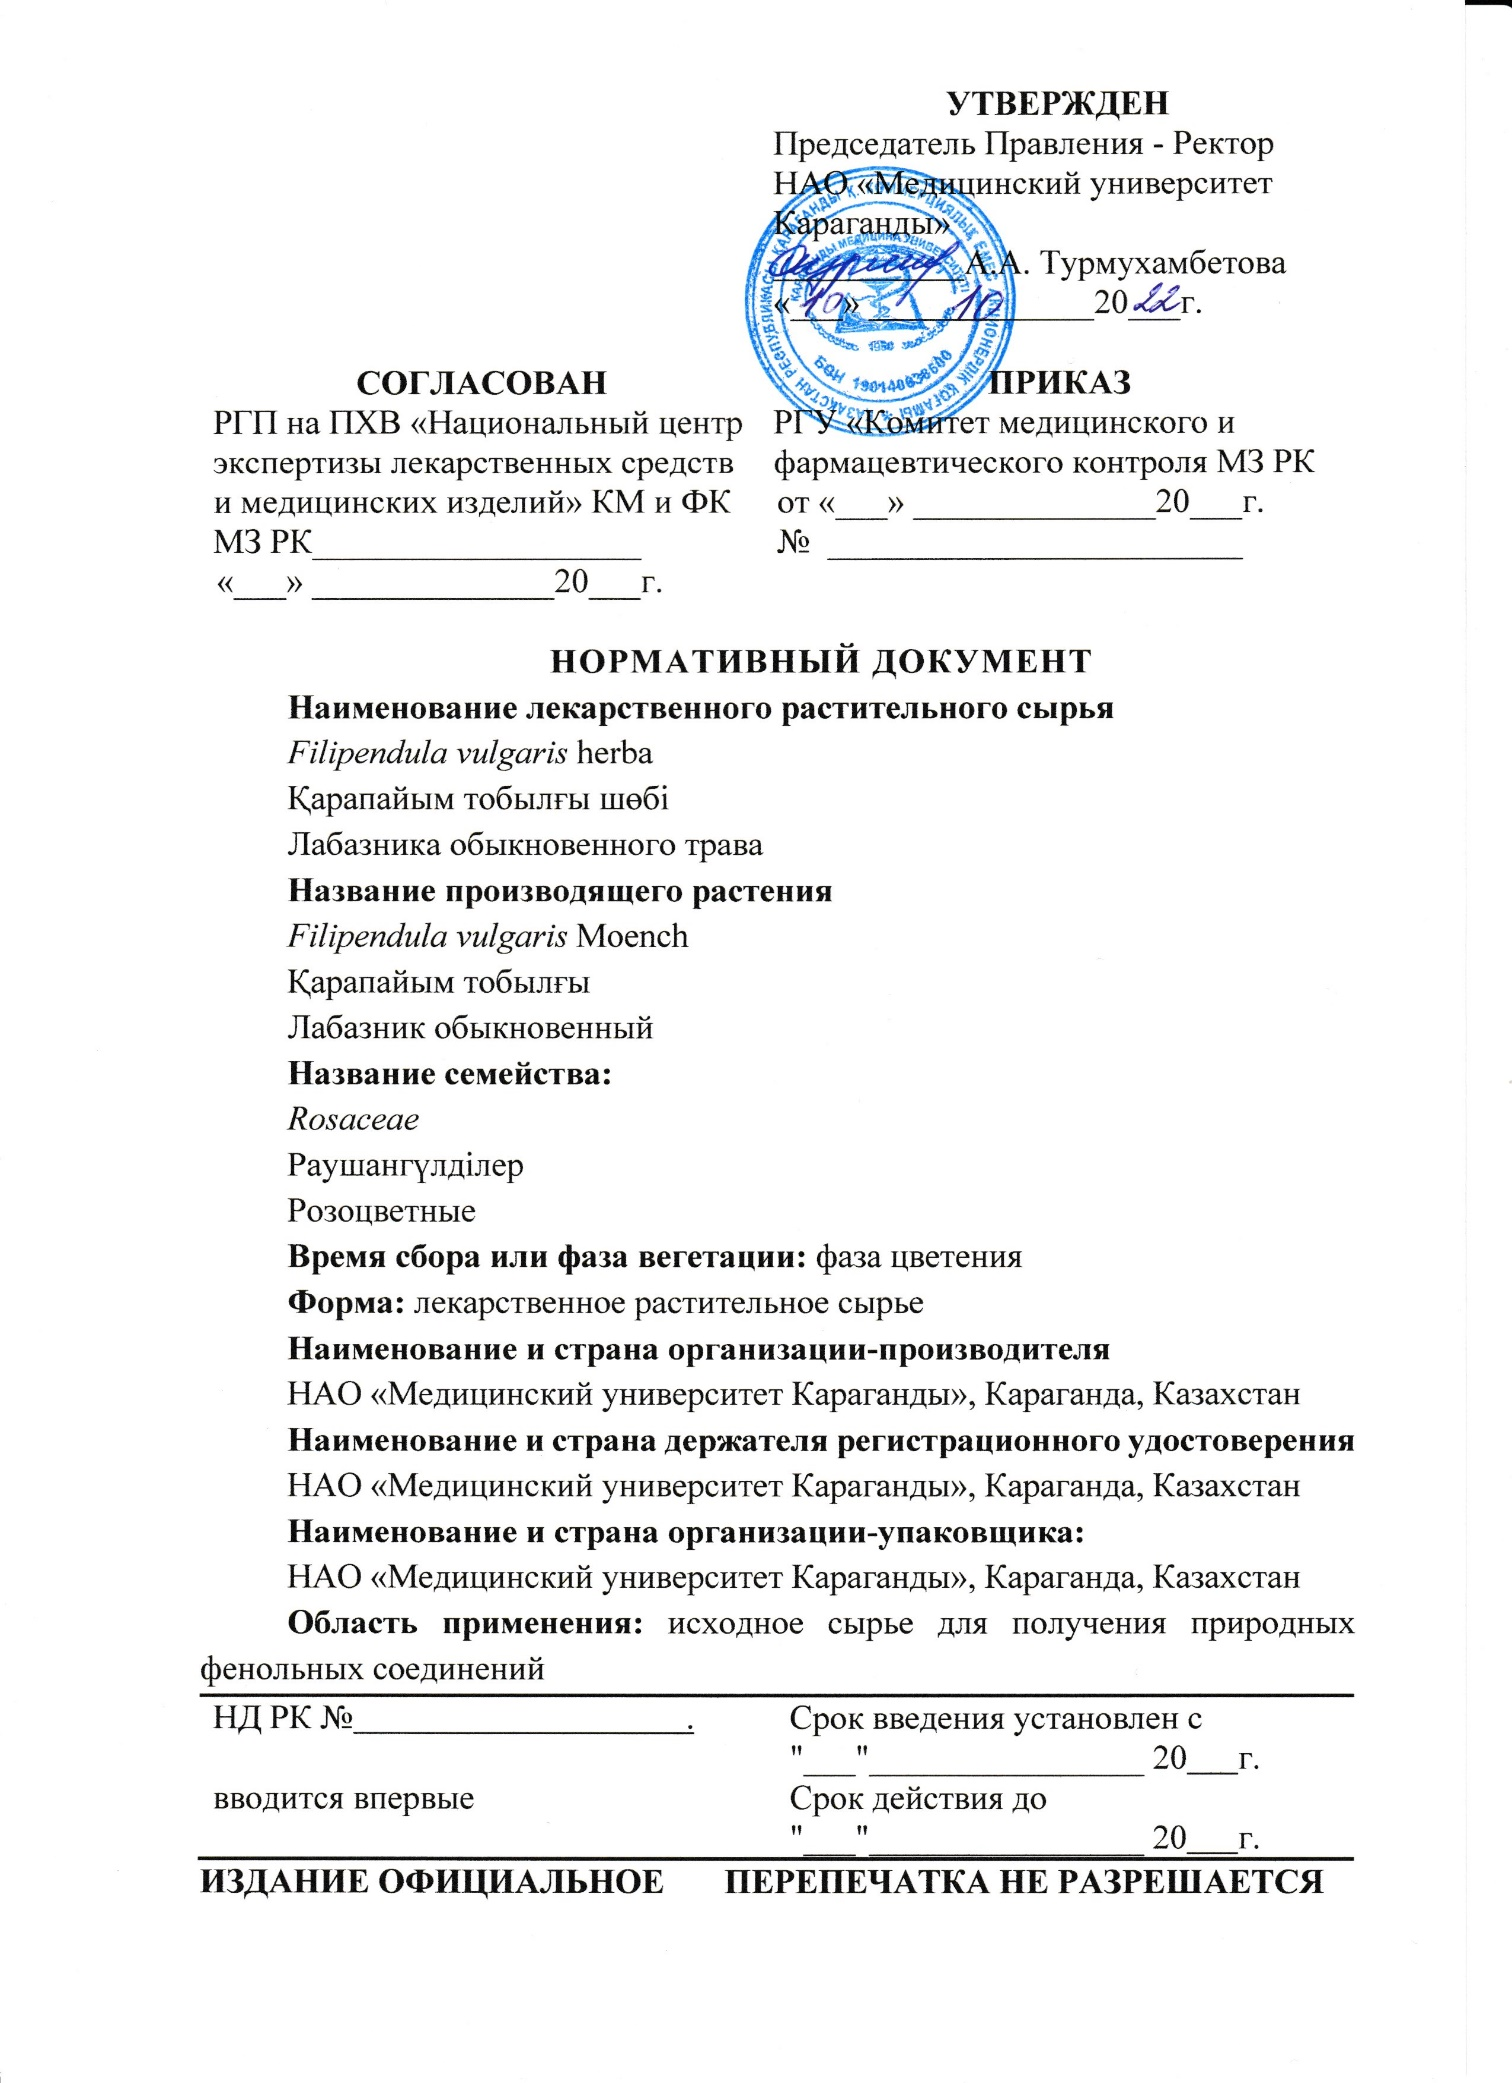 УТВЕРЖДЕН
Председатель Правления - Ректор
НАО «Медицинский университет
Караганды»
___________А.А. Турмухамбетова
«10» 10 2022г.
СОГЛАСОВАН
РГП на ПХВ «Национальный центр
экспертизы лекарственных средств
и медицинских изделий» КМ и ФК
МЗ РК___________________
«___» ______________20___г.
ПРИКАЗ
РГУ «Комитет медицинского и
фармацевтического контроля МЗ РК
от «___» ______________20___г.
№ ________________________
НОРМАТИВНЫЙ ДОКУМЕНТ
Наименование лекарственного растительного сырья
Filipendula vulgaris herba
Қарапайым тобылғы шөбі
Лабазника обыкновенного трава
Название производящего растения
Filipendula vulgaris Moench
Қарапайым тобылғы
Лабазник обыкновенный
Название семейства:
Rosaceae
Раушангүлділер
Розоцветные
Время сбора или фаза вегетации: фаза цветения
Форма: лекарственное растительное сырье
Наименование и страна организации-производителя
НАО «Медицинский университет Караганды», Караганда, Казахстан
Наименование и страна держателя регистрационного удостоверения
НАО «Медицинский университет Караганды», Караганда, Казахстан
Наименование и страна организации-упаковщика:
НАО «Медицинский университет Караганды», Караганда, Казахстан
Область применения: исходное сырье для получения природных
фенольных соединений
НД РК №___________________.
вводится впервые
Срок введения установлен с
"___"________________ 20___г.
Срок действия до
"___"________________ 20___г.
ИЗДАНИЕ ОФИЦИАЛЬНОЕ ПЕРЕПЕЧАТКА НЕ РАЗРЕШАЕТСЯ